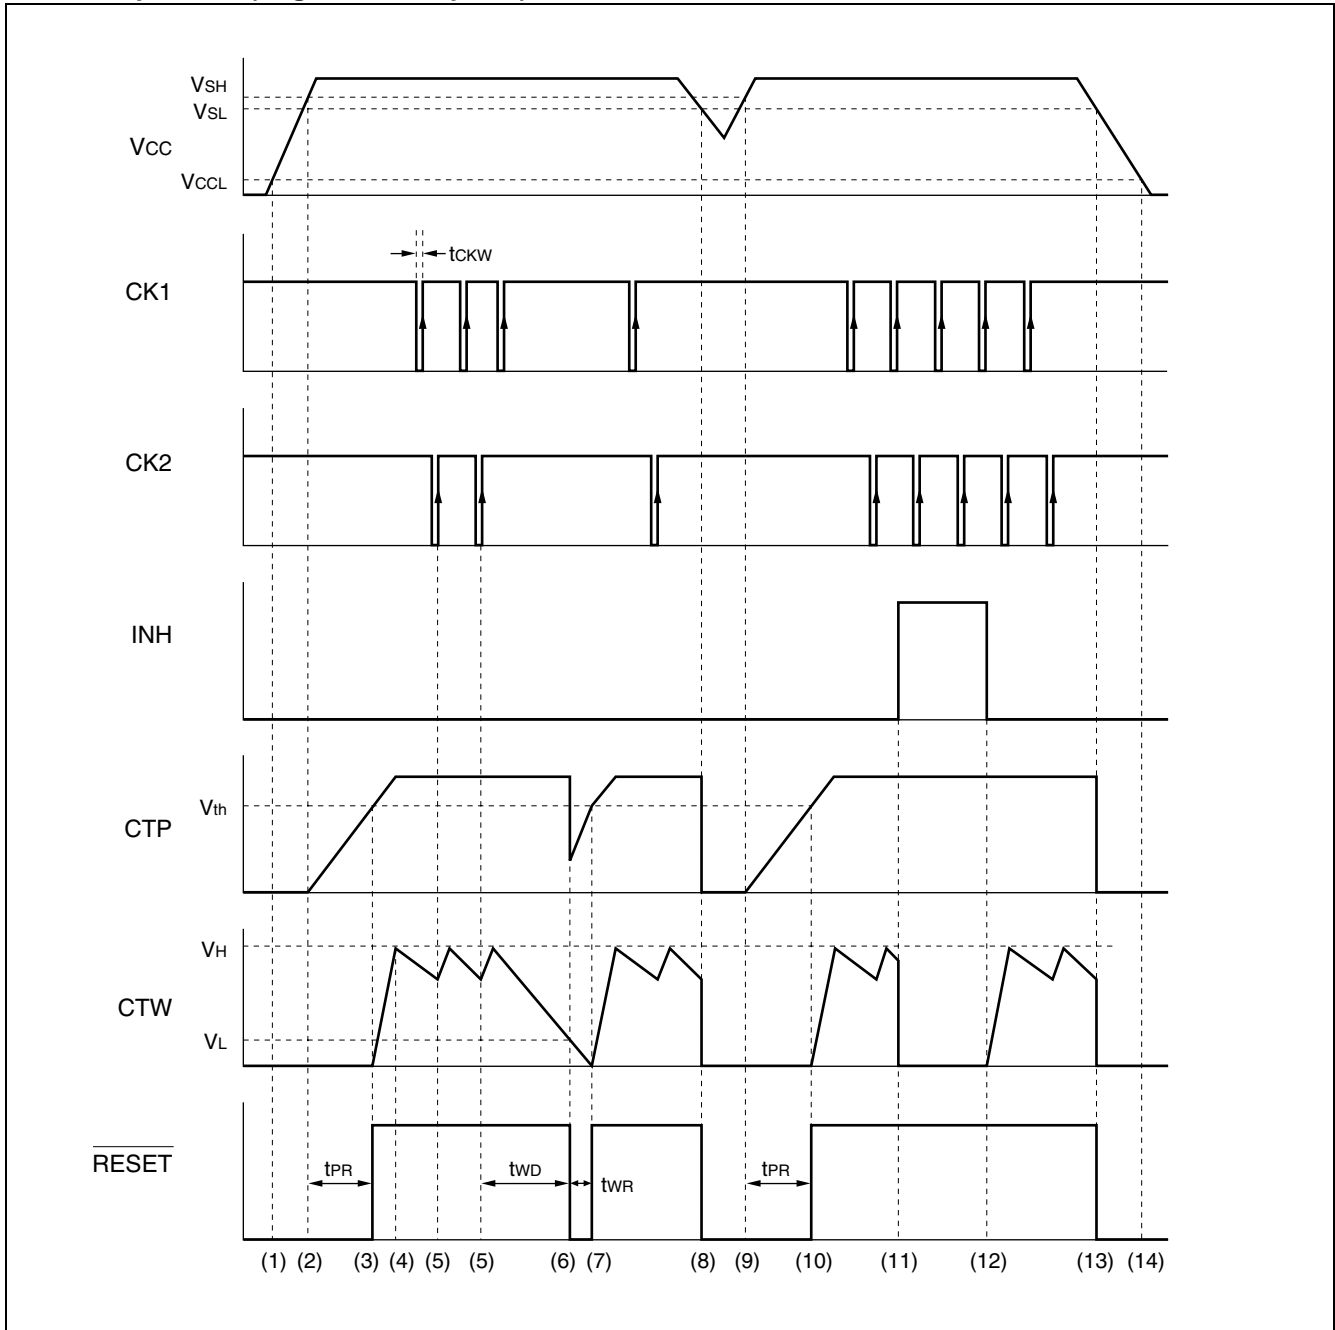 VSH
VSL
VCC
VCCL
tCKW
CK1
CK2
INH
Vth
CTP
VH
CTW
VL
RESET
tPR
tWD
tWR
tPR
(1) (2) (3) (4) (5) (5) (6) (7) (8) (9) (10) (11) (12) (13) (14)